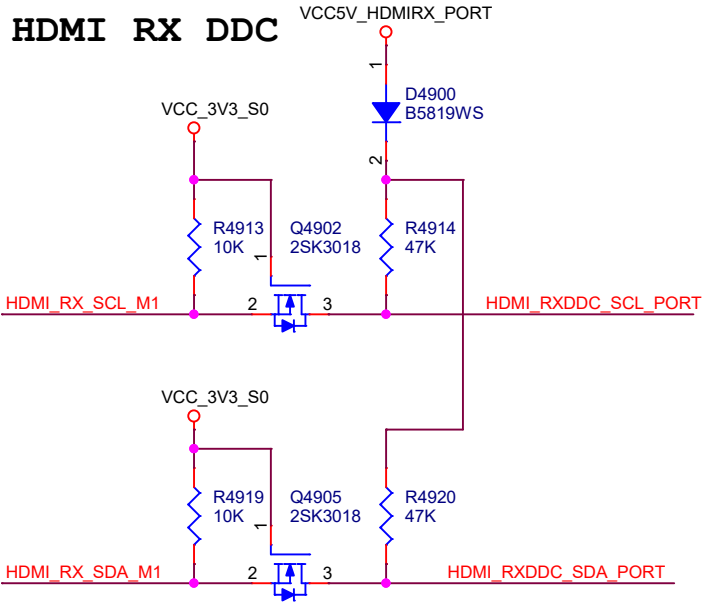 VCC5V_HDMIRX_PORT
HDMI RX DDC
1
D4900
B5819WS
VCC_3V3_S0
2
R4913
10K
Q4902
2SK3018
R4914
47K
1
HDMI_RX_SCL_M1
2
3
HDMI_RXDDC_SCL_PORT
VCC_3V3_S0
R4919
10K
Q4905
2SK3018
R4920
47K
1
HDMI_RX_SDA_M1
2
3
HDMI_RXDDC_SDA_PORT